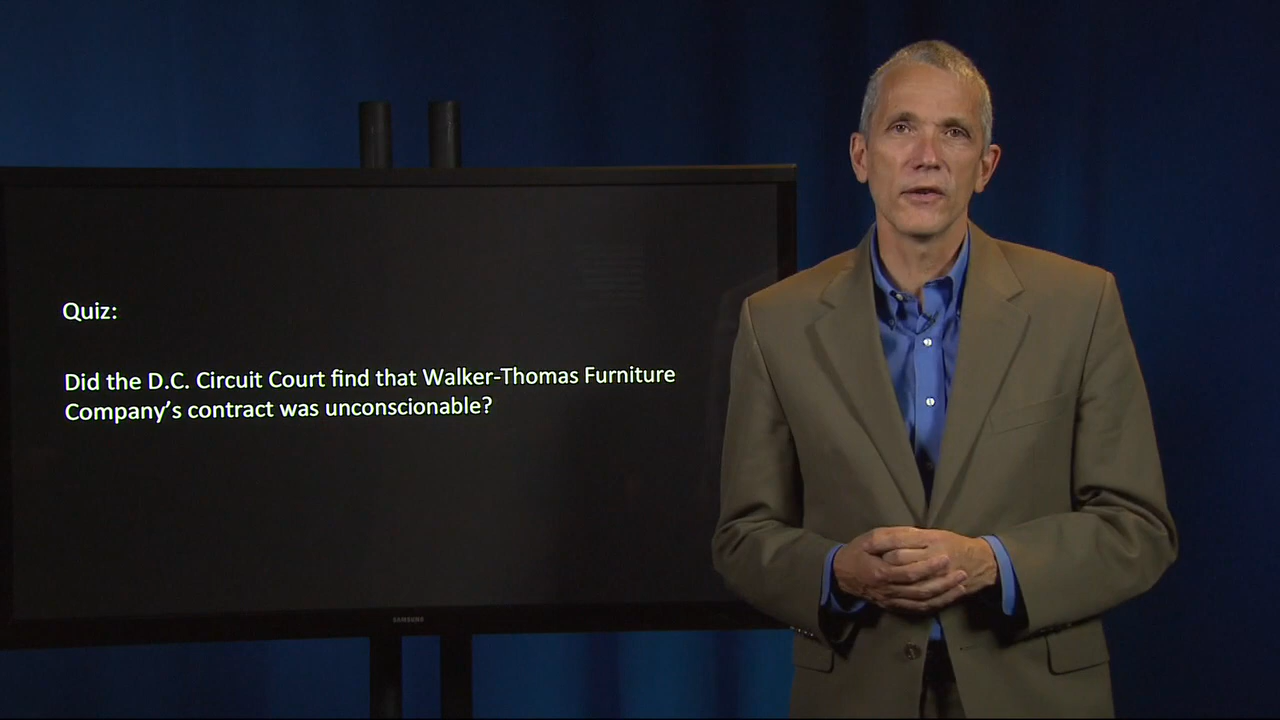 Quiz:
Did the D.C. Circuit Court find that Walker-Thomas Furniture
Company's contract was unconscionable?
SAMSUNG